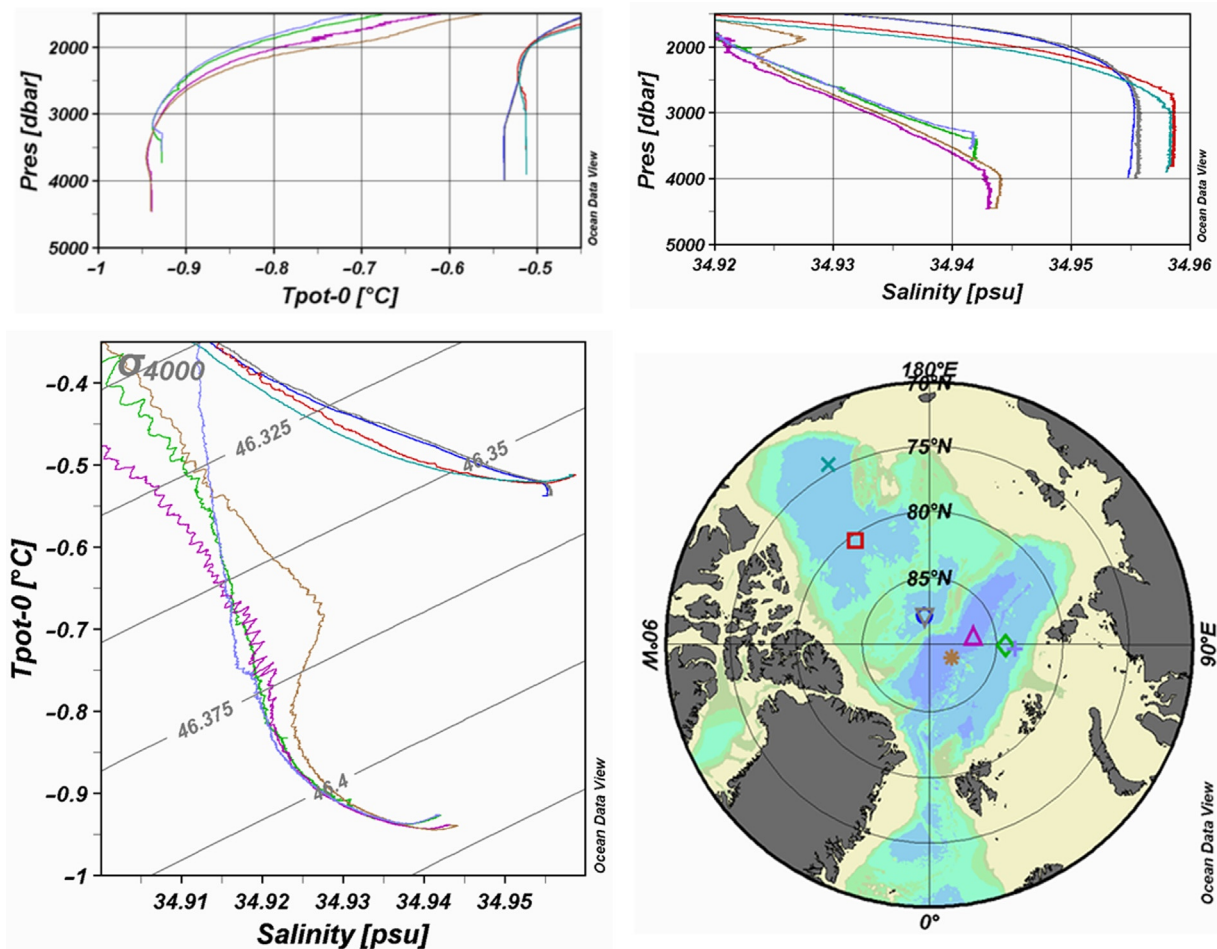 2000
3000
4000
5000
Pres [dbar]
-1
-0.9
-0.8
-0.7
-0.6
-0.5
Tpot-0 [°C]
Ocean Data View
2000
3000
4000
5000
Pres [dbar]
34.92
34.93
34.94
34.95
34.96
Salinity [psu]
Ocean Data View
σ4000
-0.4
-0.5
-0.6
-0.7
-0.8
-0.9
-1
Tpot-0 [°C]
46.325
46.35
46.375
46.4
34.91
34.92
34.93
34.94
34.95
Salinity [psu]
Ocean Data View
180°E
70°N
75°N
80°N
85°N
90°W
90°E
0°
Ocean Data View